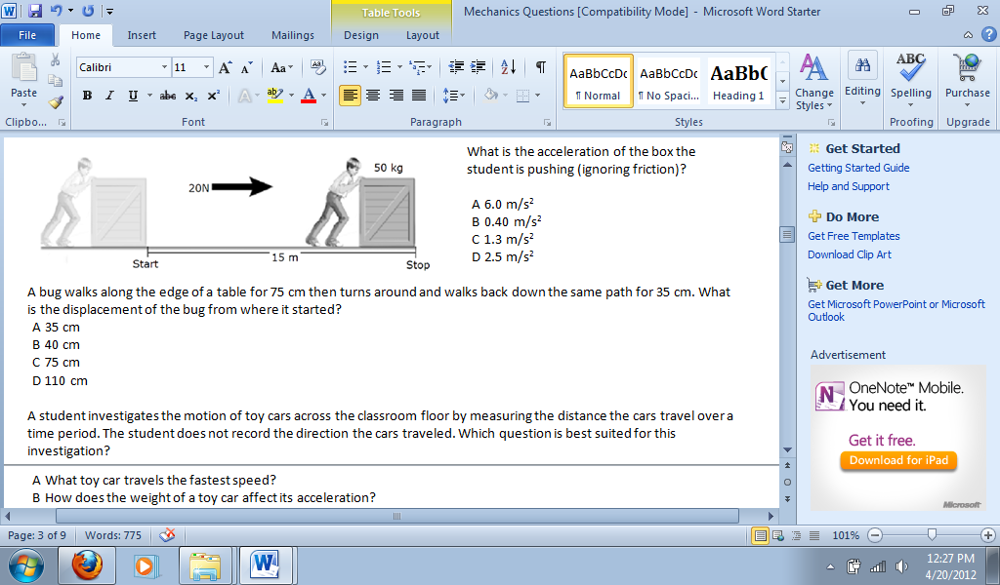 Table Tools
Mechanics Questions [Compatibility Mode] - Microsoft Word Starter
File Home Insert Page Layout Mailings Design Layout
Calibri 11
Paste
B I U abc x₂ x²
AaBbCcDc AaBbCcDc AaBbC
¶ Normal ¶ No Spaci... Heading 1
Change Styles
Editing
ABC
Spelling
Purchase
Clipbo... Font Paragraph Styles Proofing Upgrade
20N
50 kg
15 m
Start
Stop
What is the acceleration of the box the
student is pushing (ignoring friction)?
A 6.0 m/s²
B 0.40 m/s²
C 1.3 m/s²
D 2.5 m/s²
A bug walks along the edge of a table for 75 cm then turns around and walks back down the same path for 35 cm. What
is the displacement of the bug from where it started?
A 35 cm
B 40 cm
C 75 cm
D 110 cm
A student investigates the motion of toy cars across the classroom floor by measuring the distance the cars travel over a
time period. The student does not record the direction the cars traveled. Which question is best suited for this
investigation?
A What toy car travels the fastest speed?
B How does the weight of a toy car affect its acceleration?
Get Started
Getting Started Guide
Help and Support
Do More
Get Free Templates
Download Clip Art
Get More
Get Microsoft PowerPoint or Microsoft
Outlook
Advertisement
OneNote™ Mobile.
You need it.
Get it free.
Download for iPad
Microsoft
Page: 3 of 9 Words: 775 101%
12:27 PM
4/20/2012